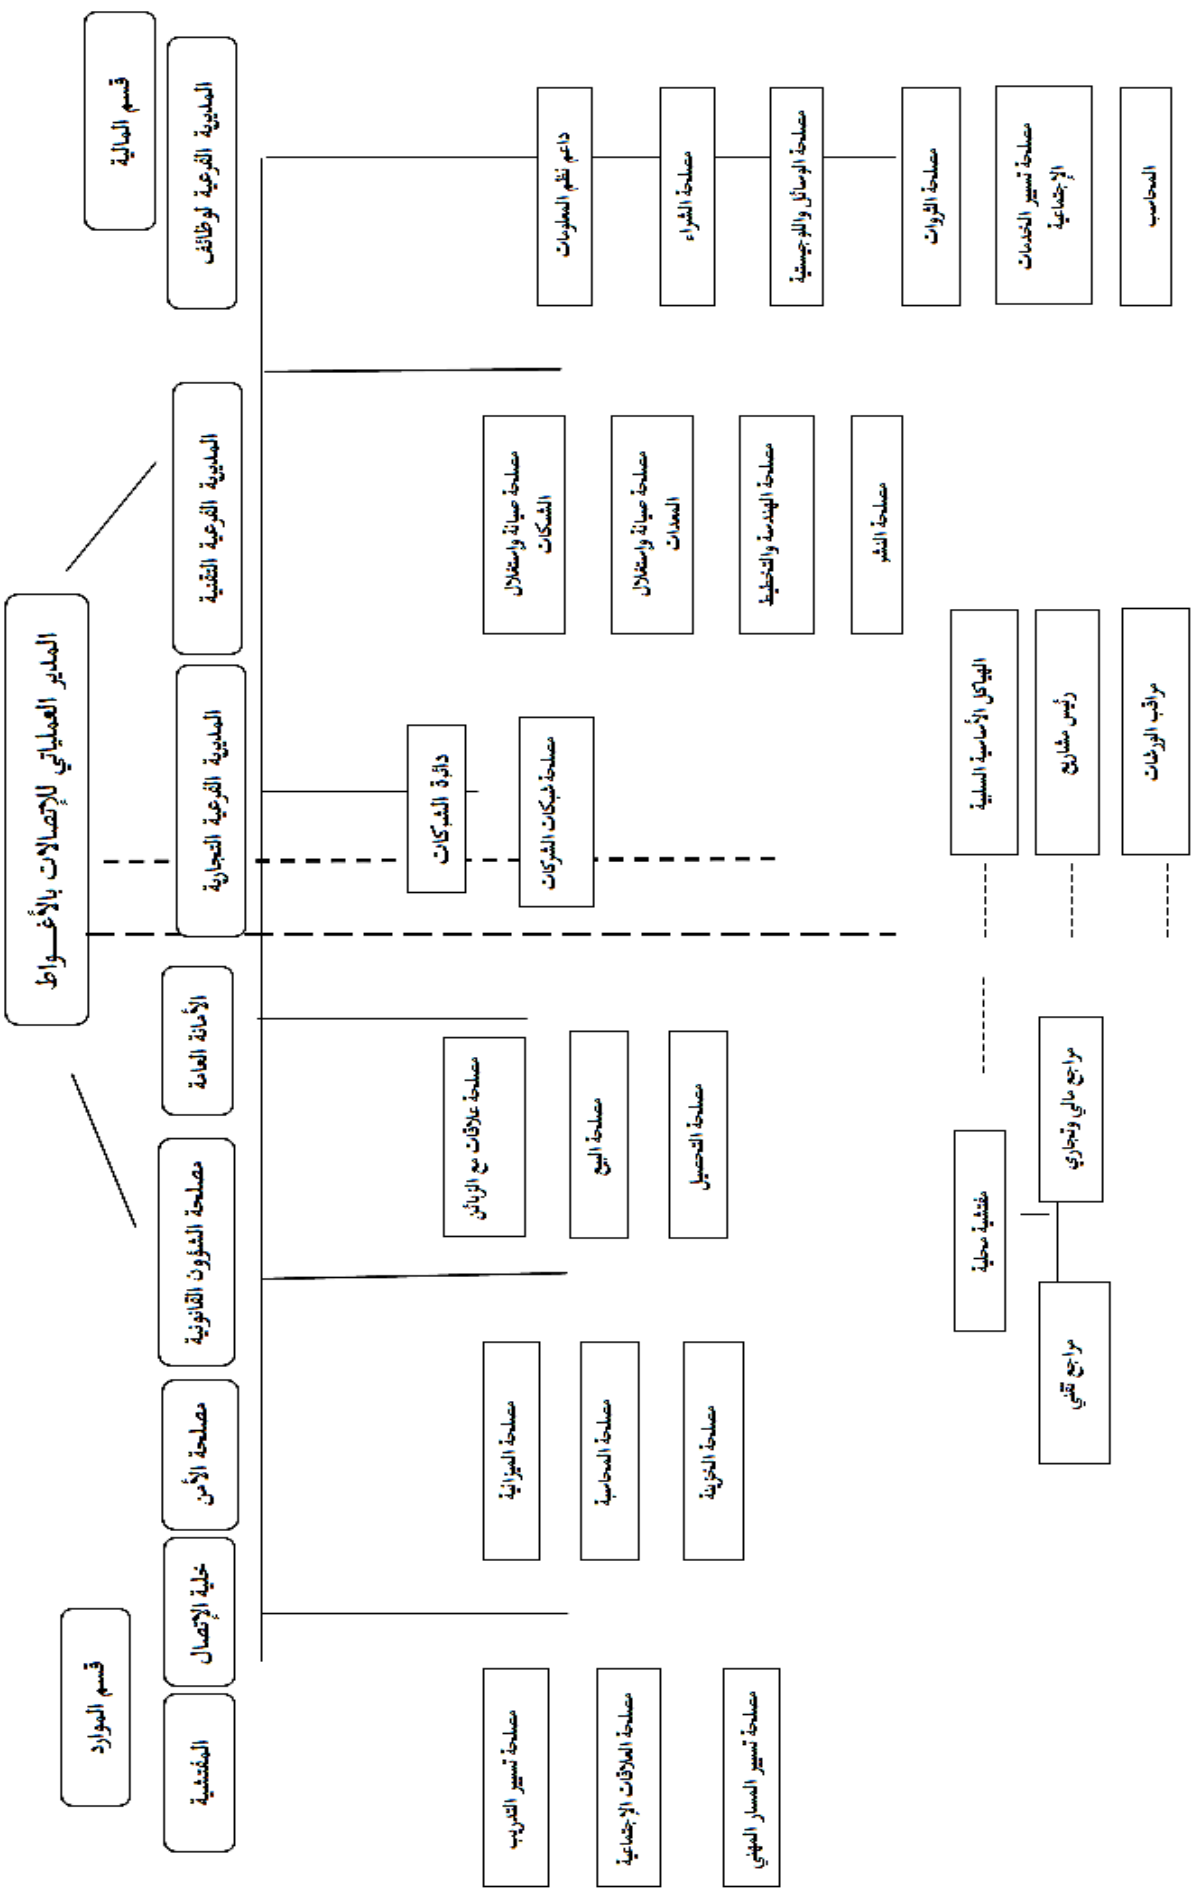 المدير العملياتي للإتصالات بالأغـواط
قسم المالية
قسم الموارد
المديرية الفرعية لوظائف
المديرية الفرعية التقنية
المديرية الفرعية التجارية
الأمانة العامة
مصلحة الشؤون القانونية
مصلحة الأمن
خلية الإتصال
المفتشية
داعم نظم المعلومات
مصلحة الشراء
مصلحة الوسائل واللوجيستية
مصلحة الثروات
مصلحة تسيير الخدمات
الإجتماعية
المحاسب
مصلحة صيانة واستغلال
الشبكات
مصلحة صيانة واستغلال
المعدات
مصلحة الهندسة والتخطيط
مصلحة النشر
دائرة الشركات
مصلحة شبكات الشركات
الهياكل الأساسية السلبية
رئيس مشاريع
مراقب الورشات
مصلحة علاقات مع الزبائن
مصلحة البيع
مصلحة التحصيل
مفتشية محلية
مراجع مالي وتجاري
مراجع تقني
مصلحة الميزانية
مصلحة المحاسبة
مصلحة الخزينة
مصلحة تسيير التدريب
مصلحة العلاقات الإجتماعية
مصلحة تسيير المسار المهني